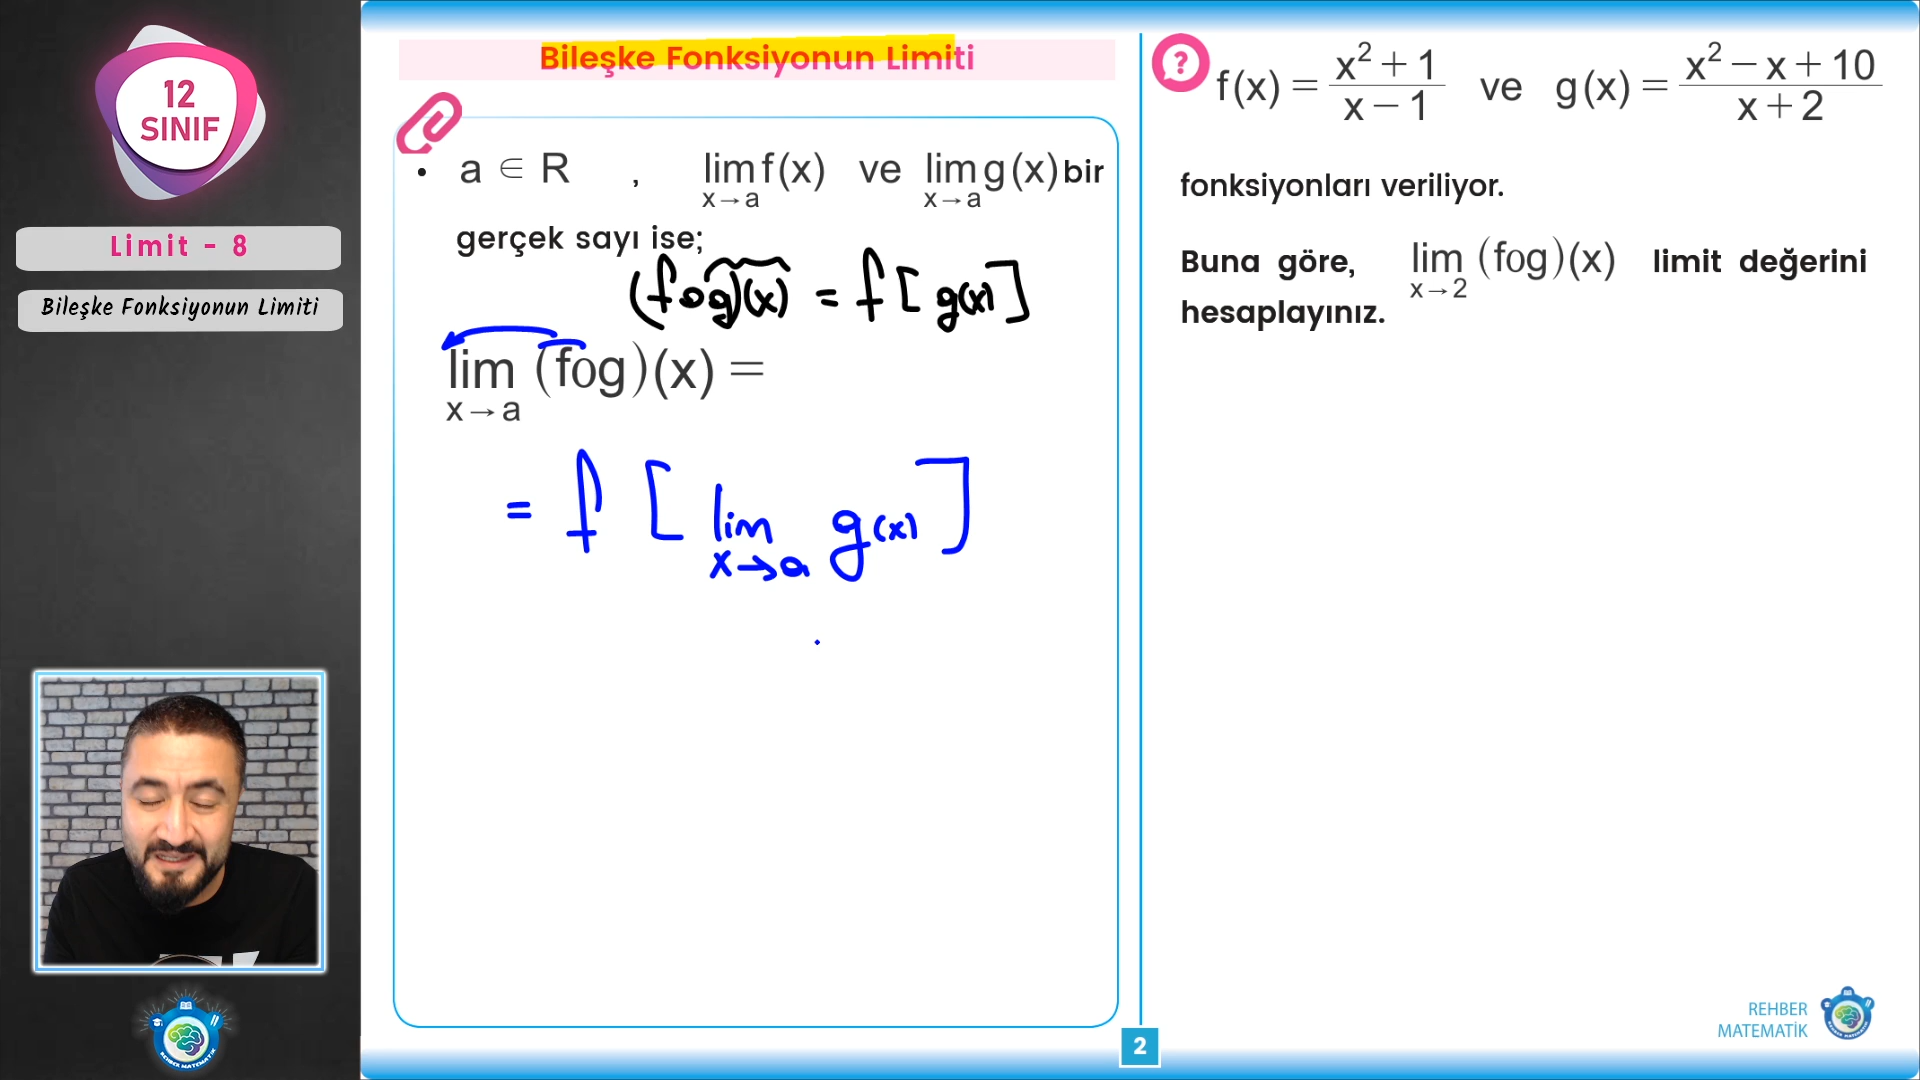 12
SINIF
Limit - 8
Bileşke Fonksiyonun Limiti
REHBER MATEMATİK
Bileşke Fonksiyonun Limiti
• a ∈ R , lim f(x) ve lim g(x) bir
x→a x→a
gerçek sayı ise;
(fog)(x) = f[g(x)]
lim (fog)(x) =
x→a
= f [ lim g(x) ]
x→a
2
? f(x) = (x² + 1)/(x − 1) ve g(x) = (x² − x + 10)/(x + 2)
fonksiyonları veriliyor.
Buna göre, lim (fog)(x) limit değerini
x→2
hesaplayınız.
REHBER
MATEMATİK